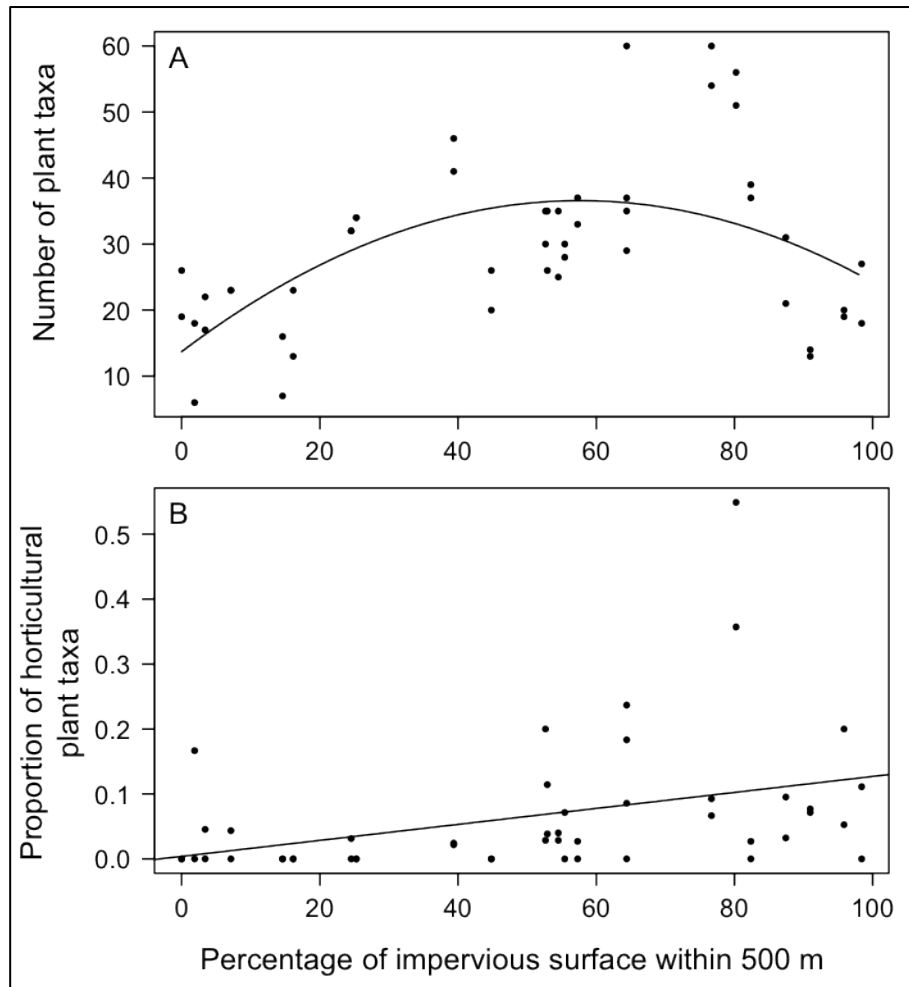 A
Number of plant taxa
60
50
40
30
20
10
0 20 40 60 80 100
B
Proportion of horticultural
plant taxa
0.5
0.4
0.3
0.2
0.1
0.0
0 20 40 60 80 100
Percentage of impervious surface within 500 m